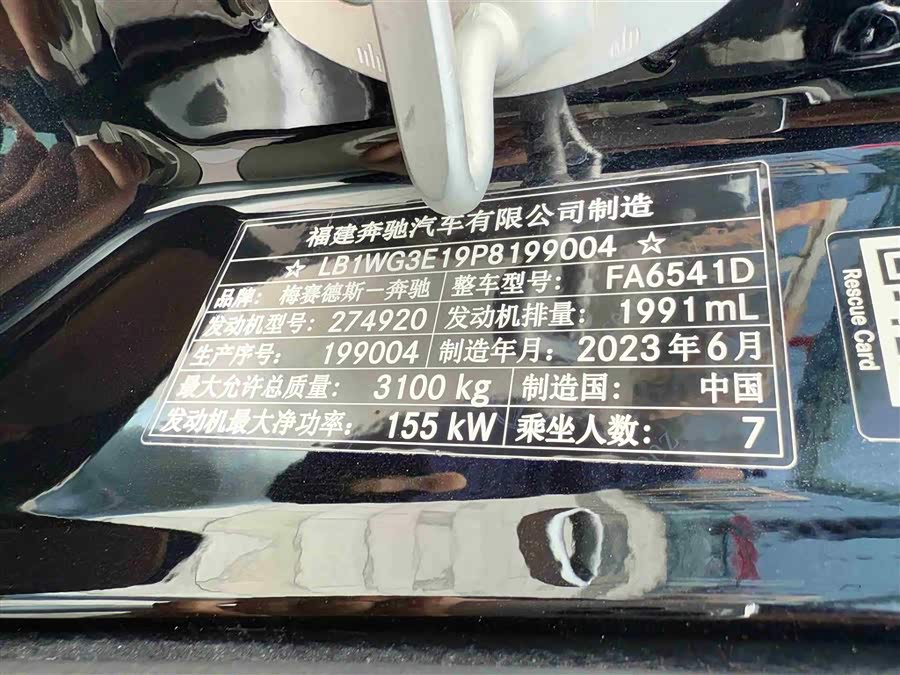 福建奔驰汽车有限公司制造
☆ LB1WG3E19P8199004 ☆
品牌: 梅赛德斯一奔驰 整车型号: FA6541D
发动机型号: 274920 发动机排量: 1991mL
生产序号: 199004 制造年月: 2023年6月
最大允许总质量: 3100 kg 制造国: 中国
发动机最大净功率: 155 kW 乘坐人数: 7
Rescue Card